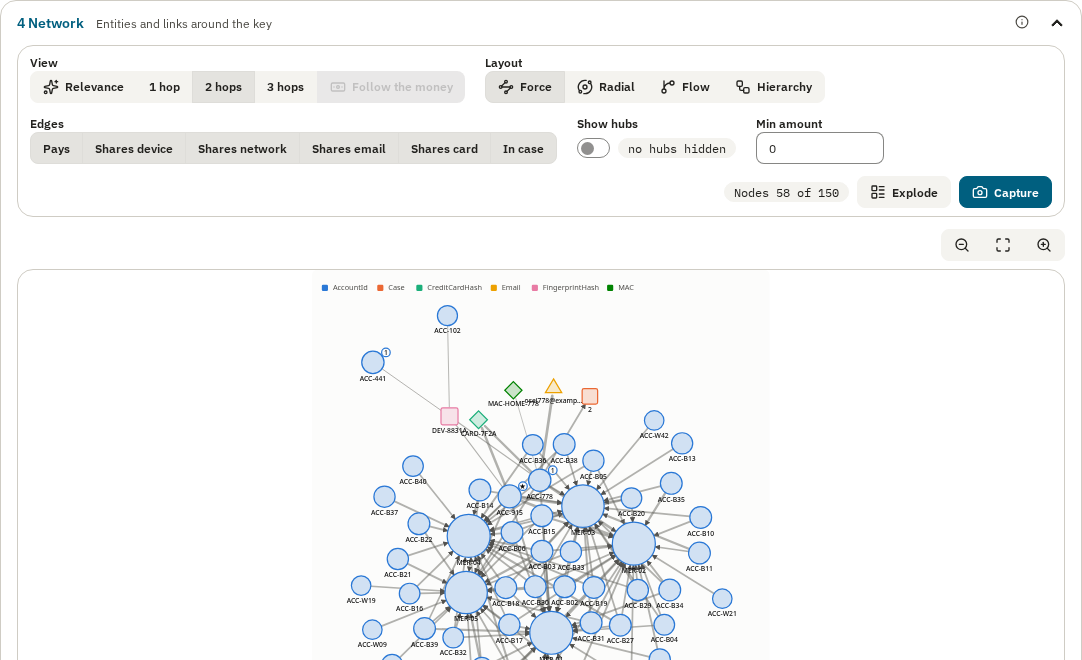 4 Network Entities and links around the key
View
Relevance 1 hop 2 hops 3 hops Follow the money
Layout
Force Radial Flow Hierarchy
Edges
Pays Shares device Shares network Shares email Shares card In case
Show hubs
no hubs hidden
Min amount
0
Nodes 58 of 150
Explode
Capture
AccountId Case CreditCardHash Email FingerprintHash MAC
ACC-102
1
ACC-441
MAC-HOME-778
2
CARD-7F2A
ACC-W42
ACC-B36
ACC-B38
ACC-B13
ACC-B05
ACC-B40
1
ACC-778
ACC-B35
ACC-B14
ACC-915
ACC-B37
ACC-B20
MER-03
ACC-B15
ACC-B10
ACC-B22
ACC-B06
MER-04
ACC-B03
ACC-B33
MER-02
ACC-B11
ACC-B21
ACC-W19
ACC-B16
ACC-B18
ACC-B30
ACC-B02
ACC-B19
ACC-B29
ACC-B34
ACC-W21
MER-05
ACC-W09
ACC-B39
ACC-B32
ACC-B17
ACC-B31
ACC-B27
ACC-B04